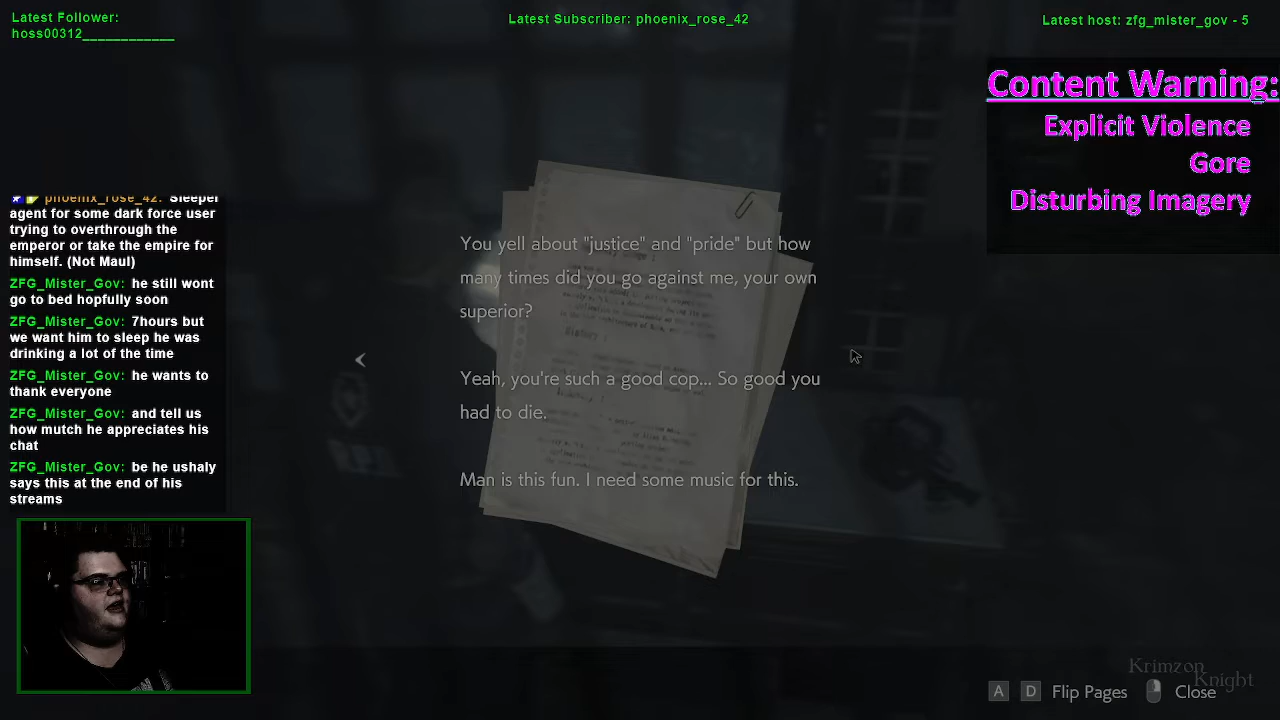 Latest Follower:
hoss00312____________
Latest Subscriber: phoenix_rose_42
Latest host: zfg_mister_gov - 5
Content Warning:
Explicit Violence
Gore
Disturbing Imagery
phoenix_rose_42: Sleeper
agent for some dark force user
trying to overthrough the
emperor or take the empire for
himself. (Not Maul)
ZFG_Mister_Gov: he still wont
go to bed hopfully soon
ZFG_Mister_Gov: 7hours but
we want him to sleep he was
drinking a lot of the time
ZFG_Mister_Gov: he wants to
thank everyone
ZFG_Mister_Gov: and tell us
how mutch he appreciates his
chat
ZFG_Mister_Gov: be he ushaly
says this at the end of his
streams
You yell about "justice" and "pride" but how
many times did you go against me, your own
superior?
Yeah, you're such a good cop... So good you
had to die.
Man is this fun. I need some music for this.
Krimzon
Knight
A D Flip Pages Close